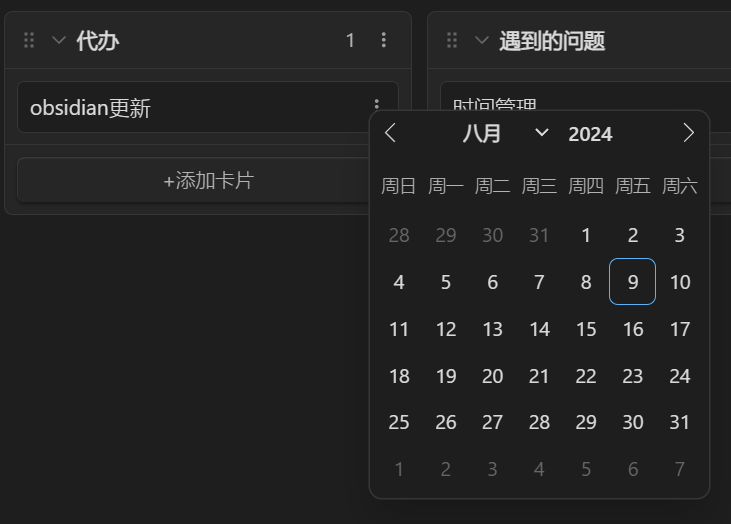 代办 1
遇到的问题
obsidian更新
时间管理
+添加卡片
八月 2024
周日 周一 周二 周三 周四 周五 周六
28 29 30 31 1 2 3
4 5 6 7 8 9 10
11 12 13 14 15 16 17
18 19 20 21 22 23 24
25 26 27 28 29 30 31
1 2 3 4 5 6 7